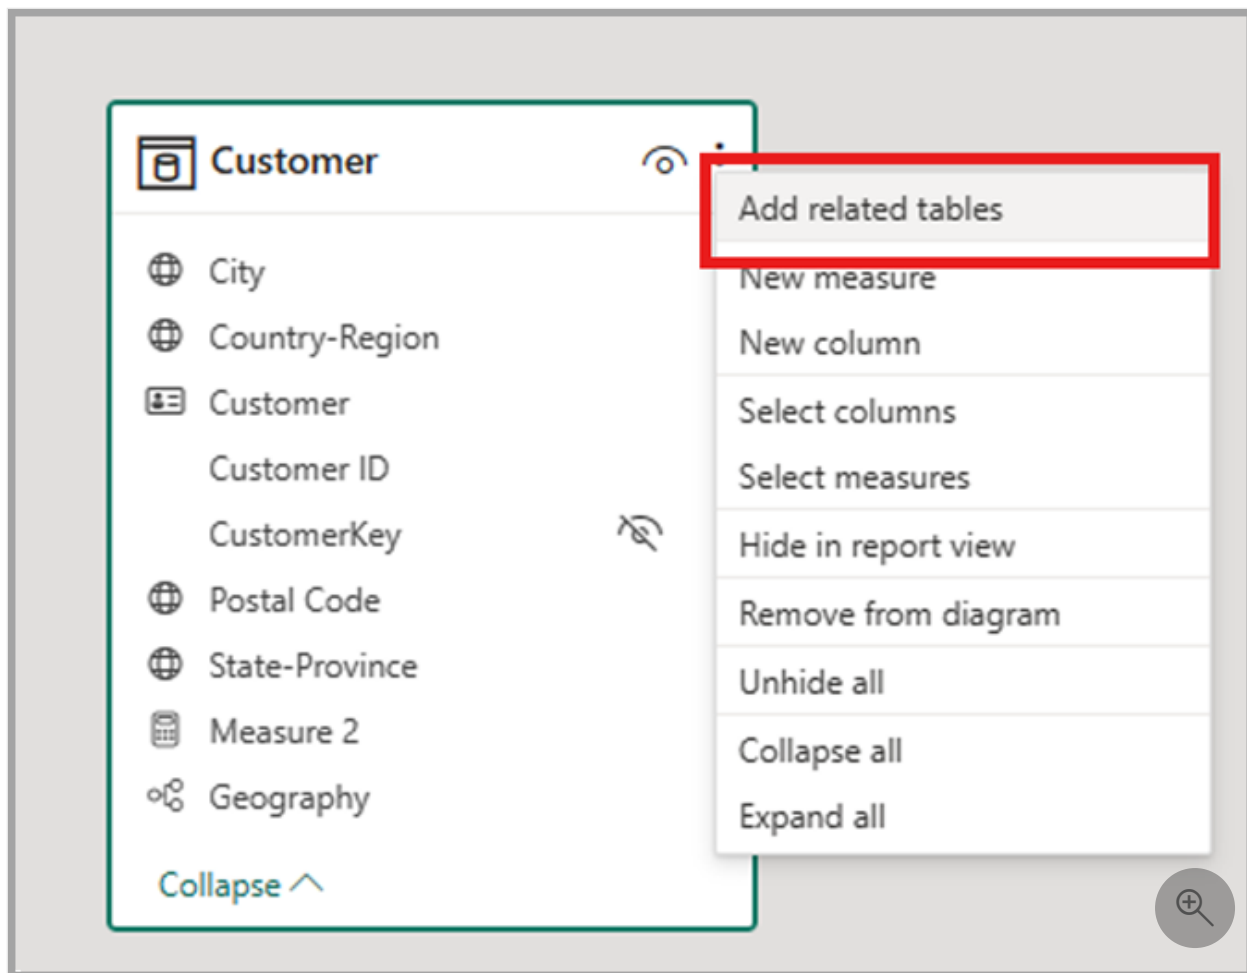 Customer
City
Country-Region
Customer
Customer ID
CustomerKey
Postal Code
State-Province
Measure 2
Geography
Collapse
Add related tables
New measure
New column
Select columns
Select measures
Hide in report view
Remove from diagram
Unhide all
Collapse all
Expand all